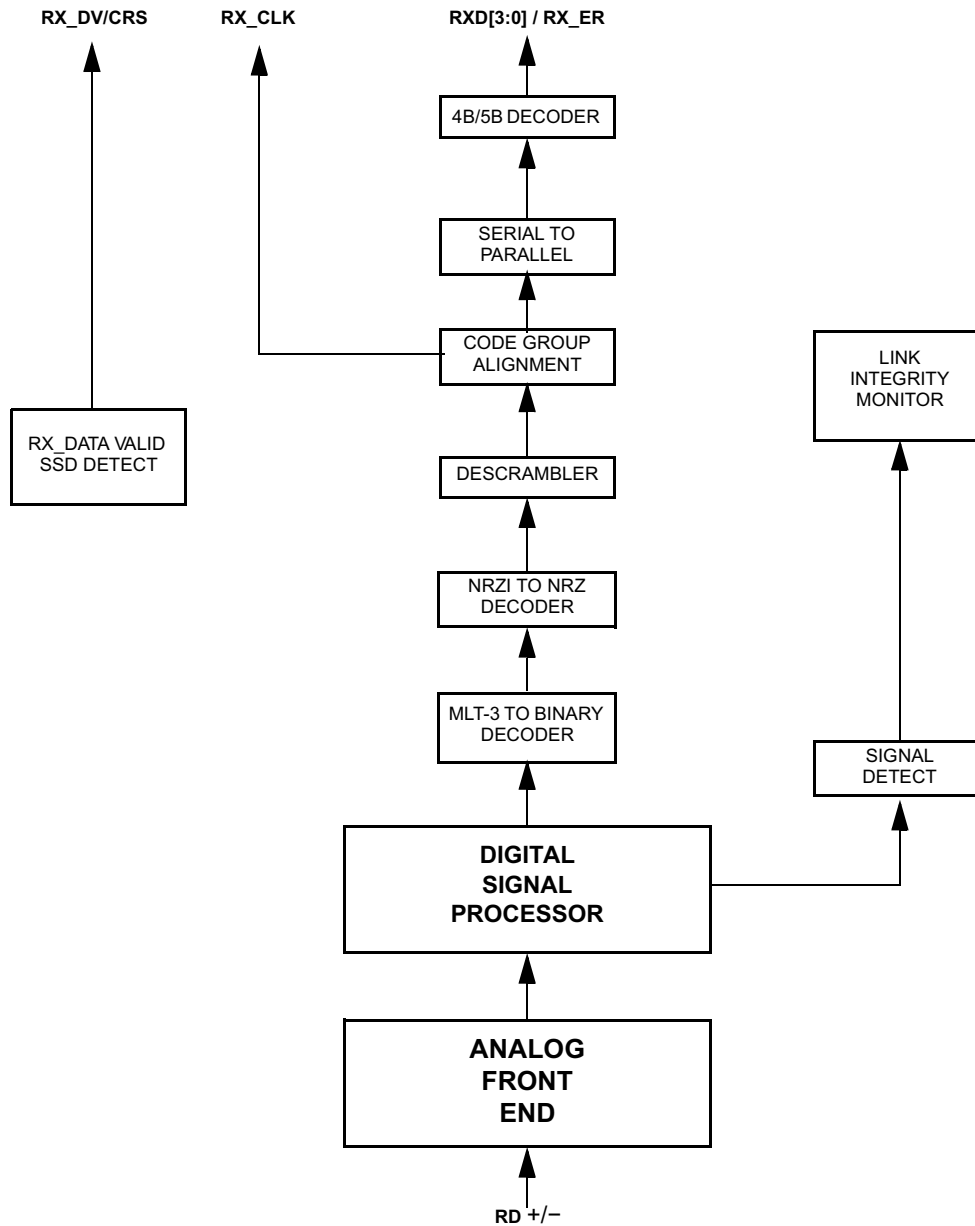 RX_DV/CRS
RX_CLK
RXD[3:0] / RX_ER
4B/5B DECODER
SERIAL TO
PARALLEL
CODE GROUP
ALIGNMENT
LINK
INTEGRITY
MONITOR
RX_DATA VALID
SSD DETECT
DESCRAMBLER
NRZI TO NRZ
DECODER
MLT-3 TO BINARY
DECODER
SIGNAL
DETECT
DIGITAL
SIGNAL
PROCESSOR
ANALOG
FRONT
END
RD +/−